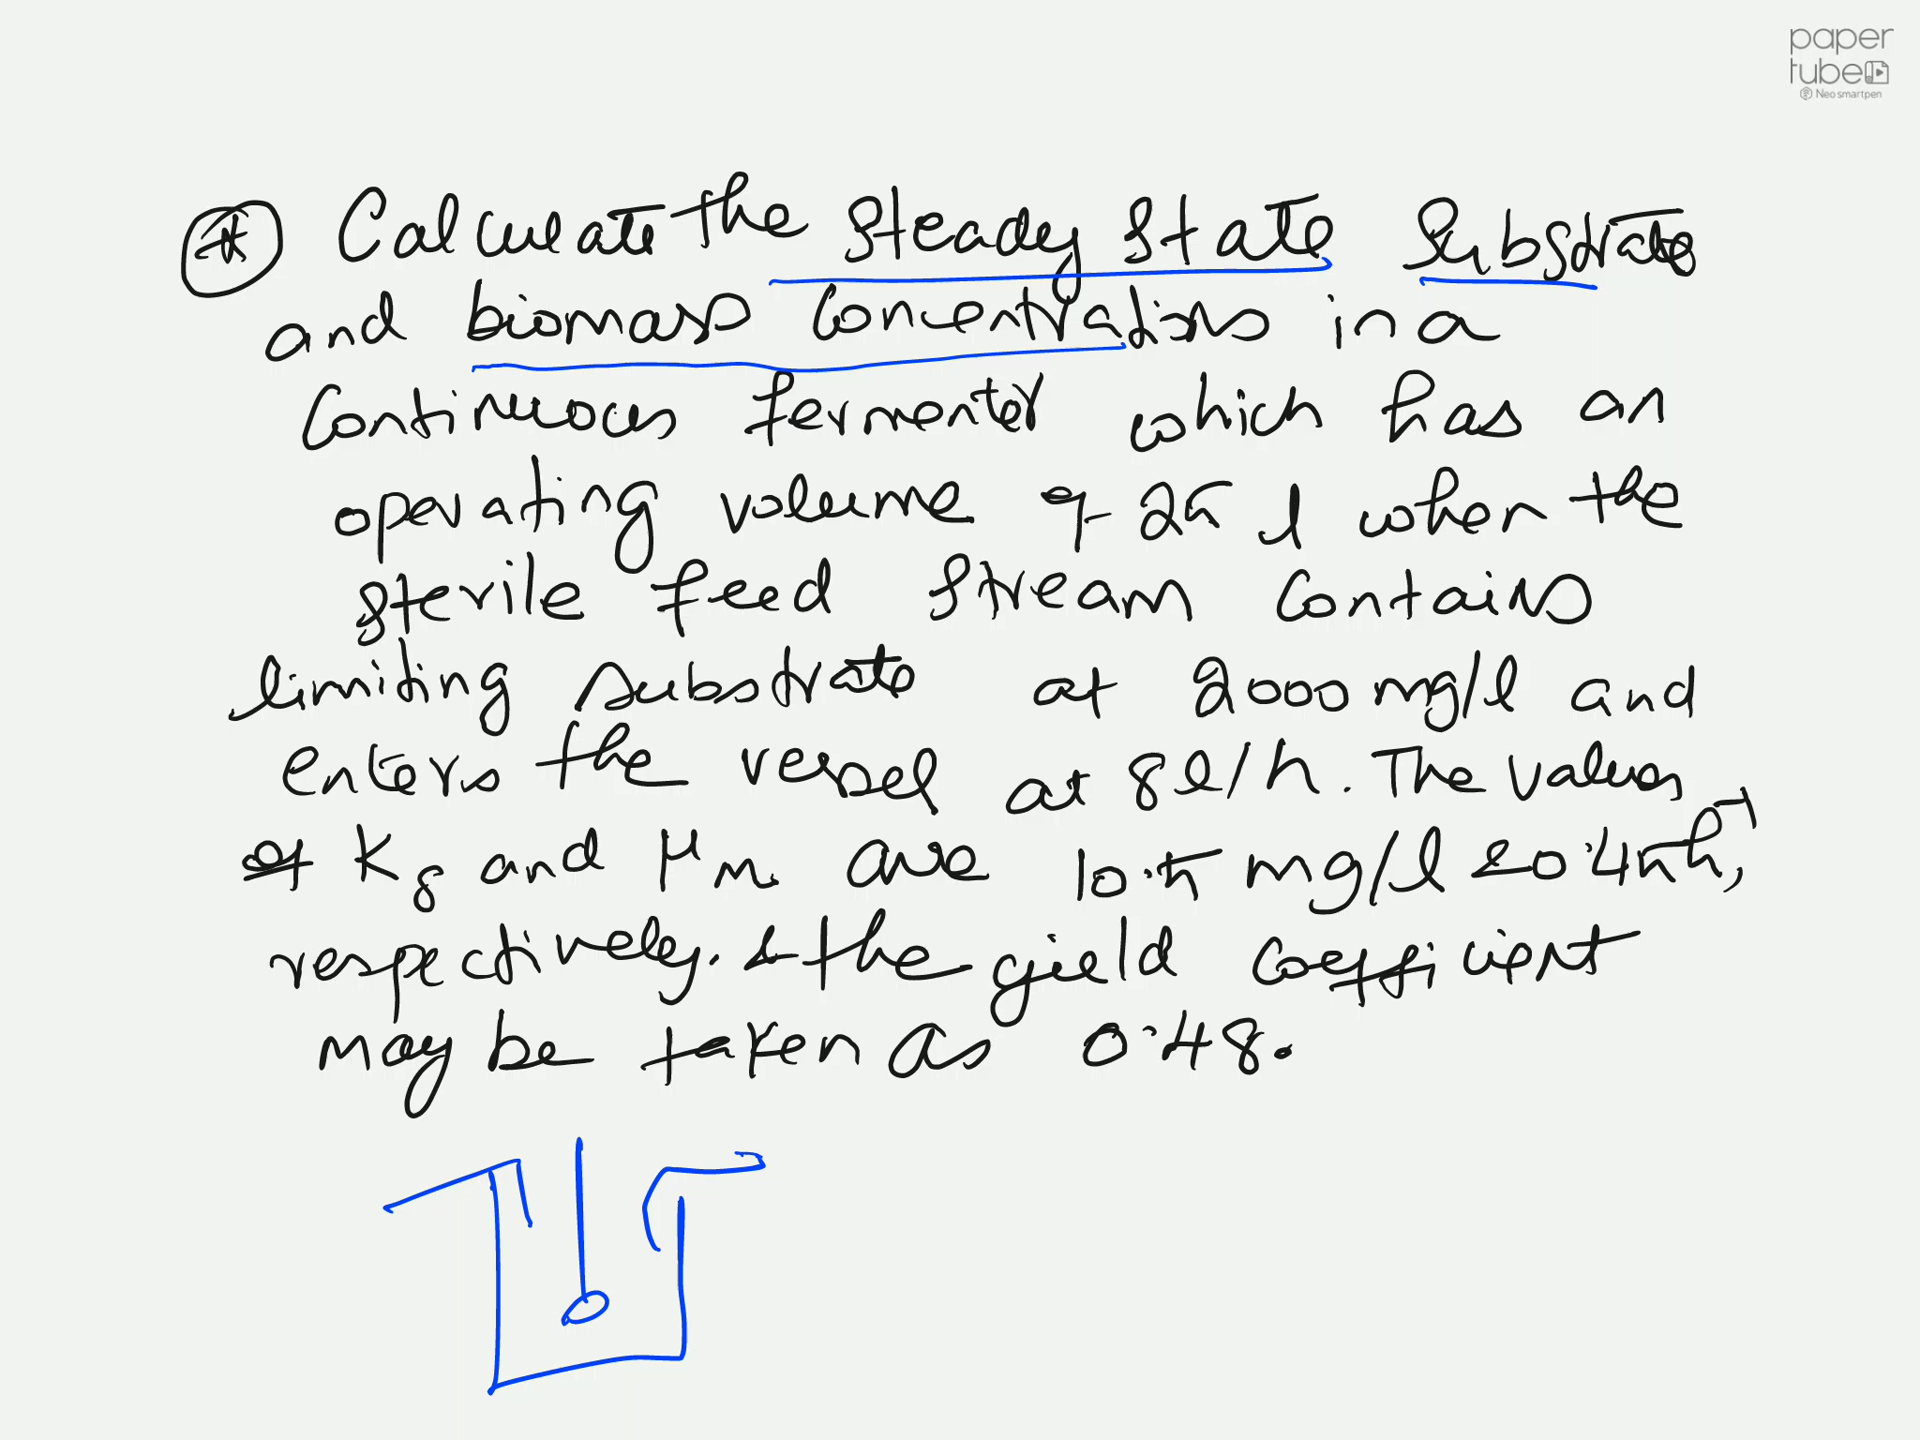 paper
tube
Neo smartpen
* Calculate the steady state substrate
and biomass concentrations in a
continuous fermenter which has an
operating volume of 25 l when the
sterile feed stream contains
limiting substrate at 2000 mg/l and
enters the vessel at 8 l/h. The values
of Ks and μm are 10.5 mg/l & 0.45 h⁻¹,
respectively. & the yield coefficient
may be taken as 0.48.